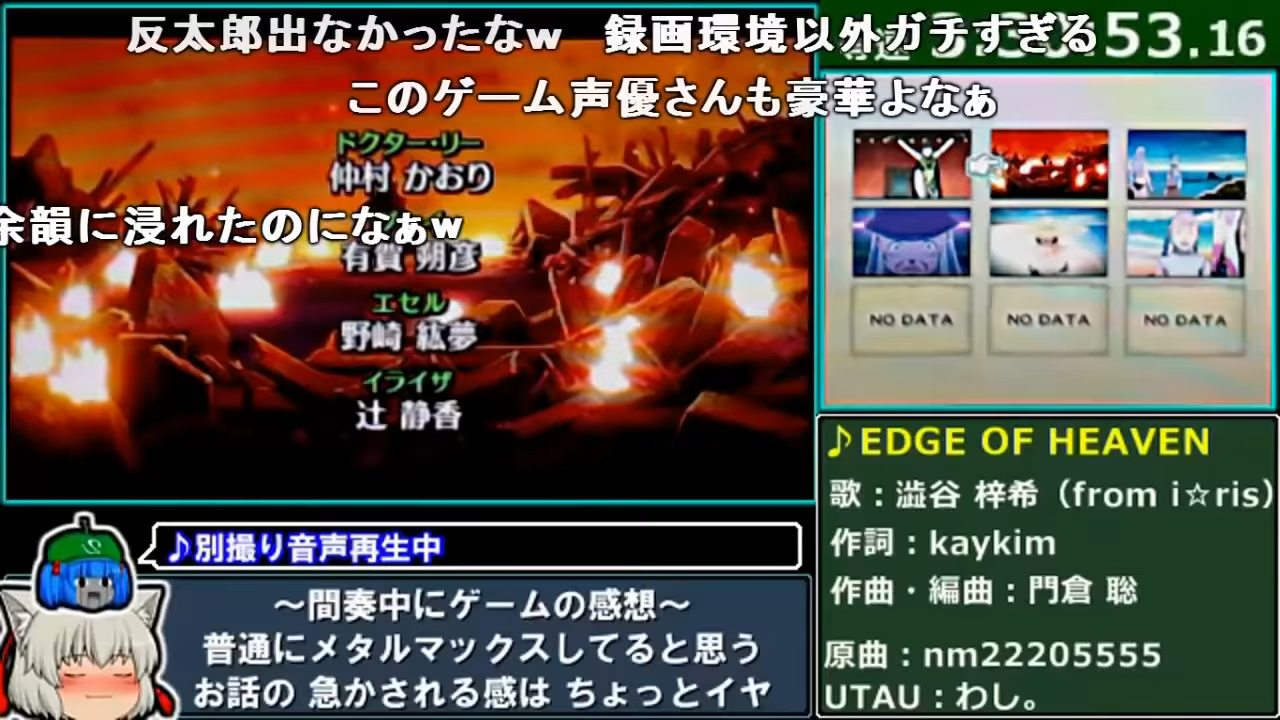 反太郎出なかったなw 録画環境以外ガチすぎる
53.16
このゲーム声優さんも豪華よなぁ
ドクター・リー
仲村 かおり
余韻に浸れたのになぁw
有賀 朔彦
エセル
野崎 紘夢
イライザ
辻 静香
NO DATA NO DATA NO DATA
♪EDGE OF HEAVEN
歌:澁谷 梓希(from i☆ris)
作詞:kaykim
作曲・編曲:門倉 聡
原曲:nm22205555
UTAU:わし。
♪別撮り音声再生中
～間奏中にゲームの感想～
普通にメタルマックスしてると思う
お話の 急かされる感は ちょっとイヤ